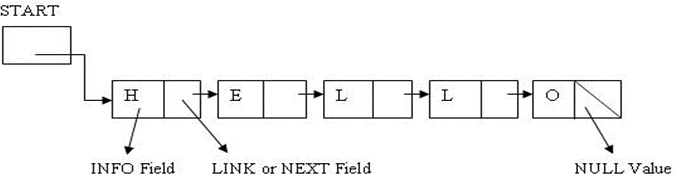 START
H E L L O
INFO Field LINK or NEXT Field NULL Value